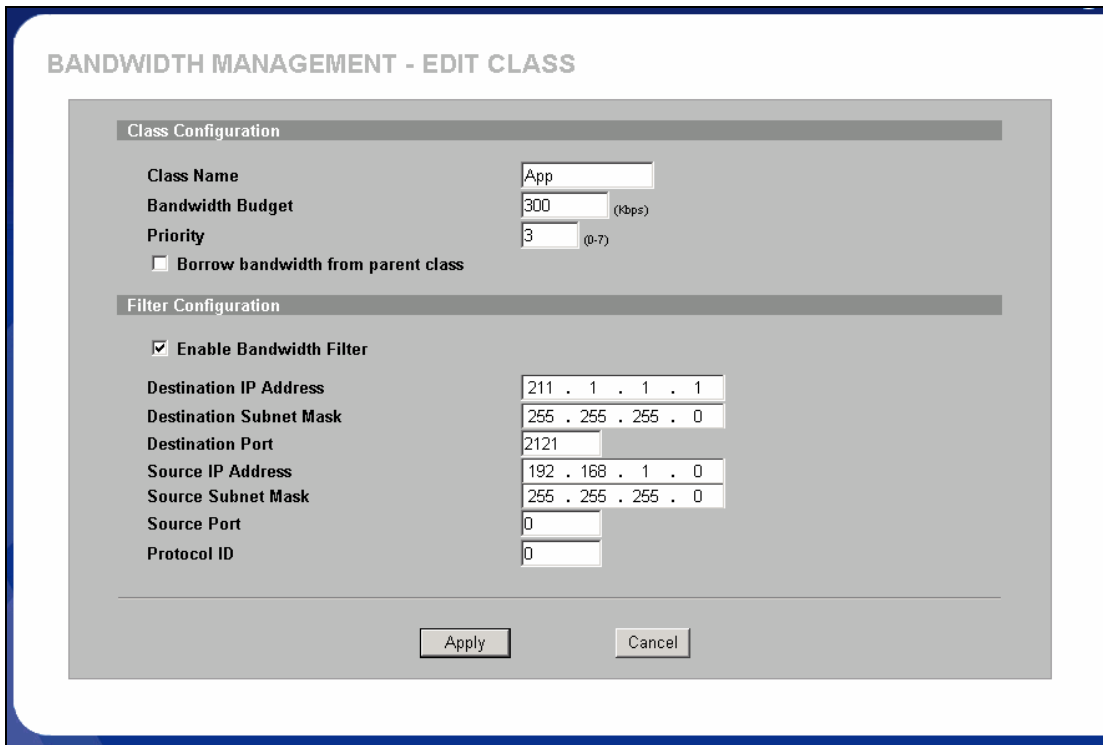 BANDWIDTH MANAGEMENT - EDIT CLASS
Class Configuration
Class Name App
Bandwidth Budget 300 (Kbps)
Priority 3 (0-7)
Borrow bandwidth from parent class
Filter Configuration
Enable Bandwidth Filter
Destination IP Address 211 . 1 . 1 . 1
Destination Subnet Mask 255 . 255 . 255 . 0
Destination Port 2121
Source IP Address 192 . 168 . 1 . 0
Source Subnet Mask 255 . 255 . 255 . 0
Source Port 0
Protocol ID 0
Apply Cancel